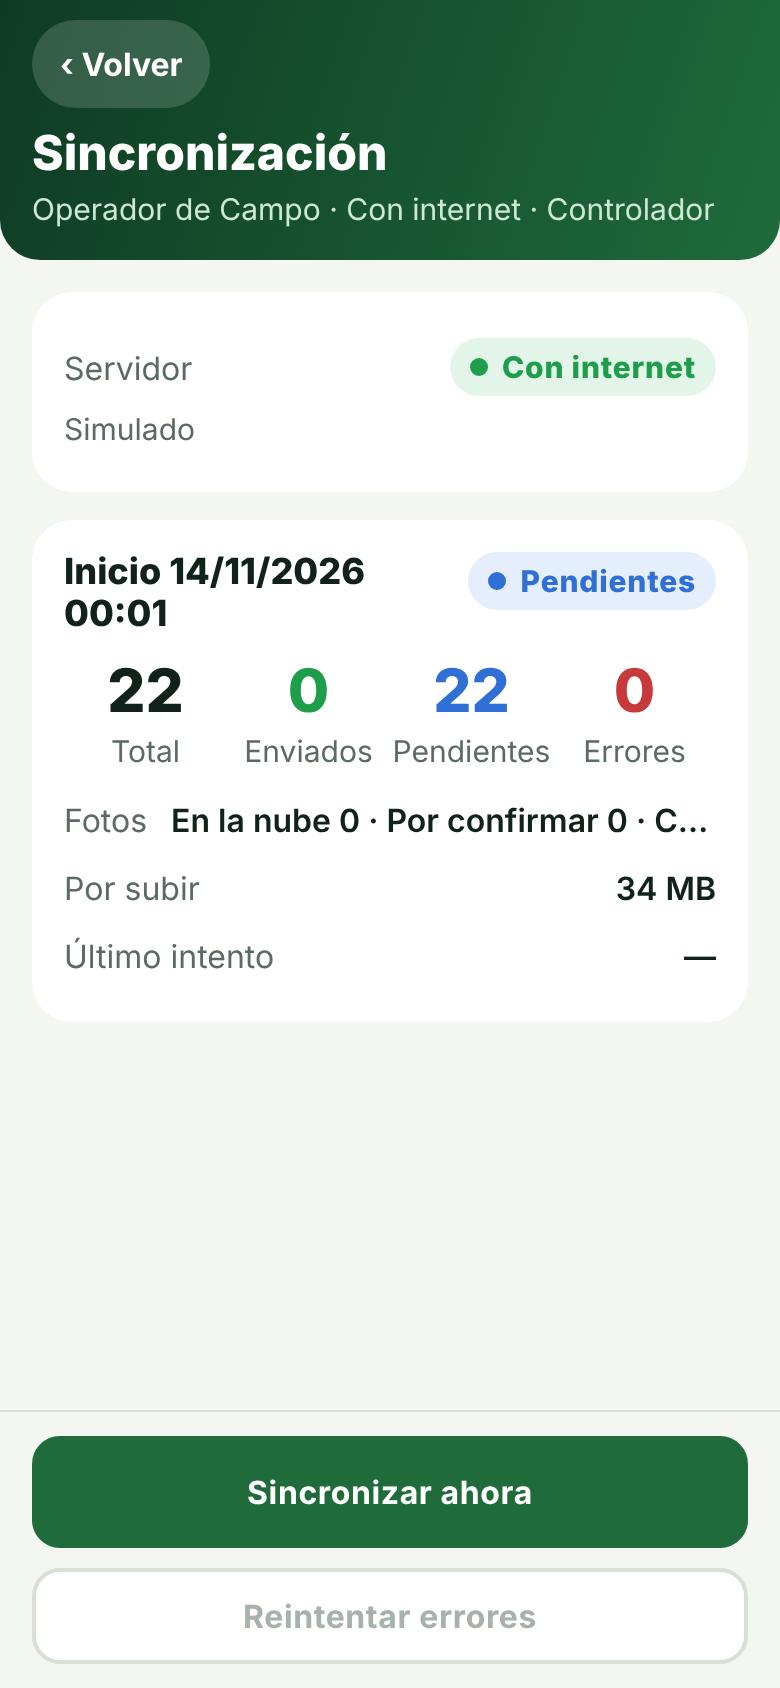 ‹ Volver
Sincronización
Operador de Campo · Con internet · Controlador
Servidor
Con internet
Simulado
Inicio 14/11/2026
00:01
Pendientes
22 0 22 0
Total Enviados Pendientes Errores
Fotos En la nube 0 · Por confirmar 0 · C...
Por subir 34 MB
Último intento —
Sincronizar ahora
Reintentar errores